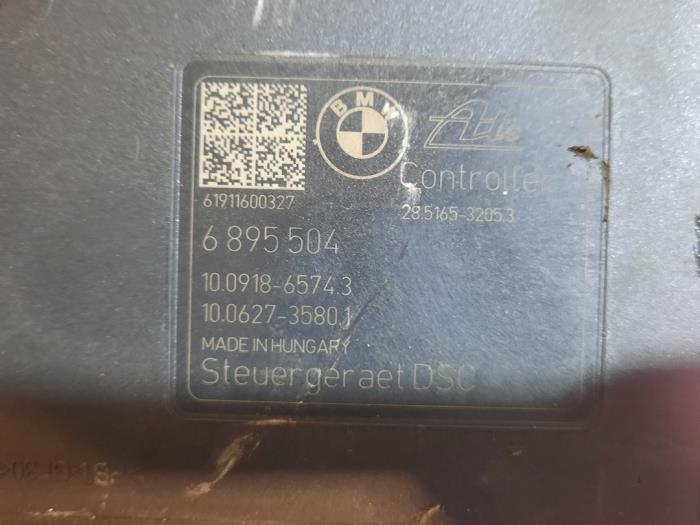 BMW
Ate
Controller
61911600327
28.5165-3205.3
6 895 504
10.0918-6574.3
10.0627-3580.1
MADE IN HUNGARY
Steuergeraet DSC